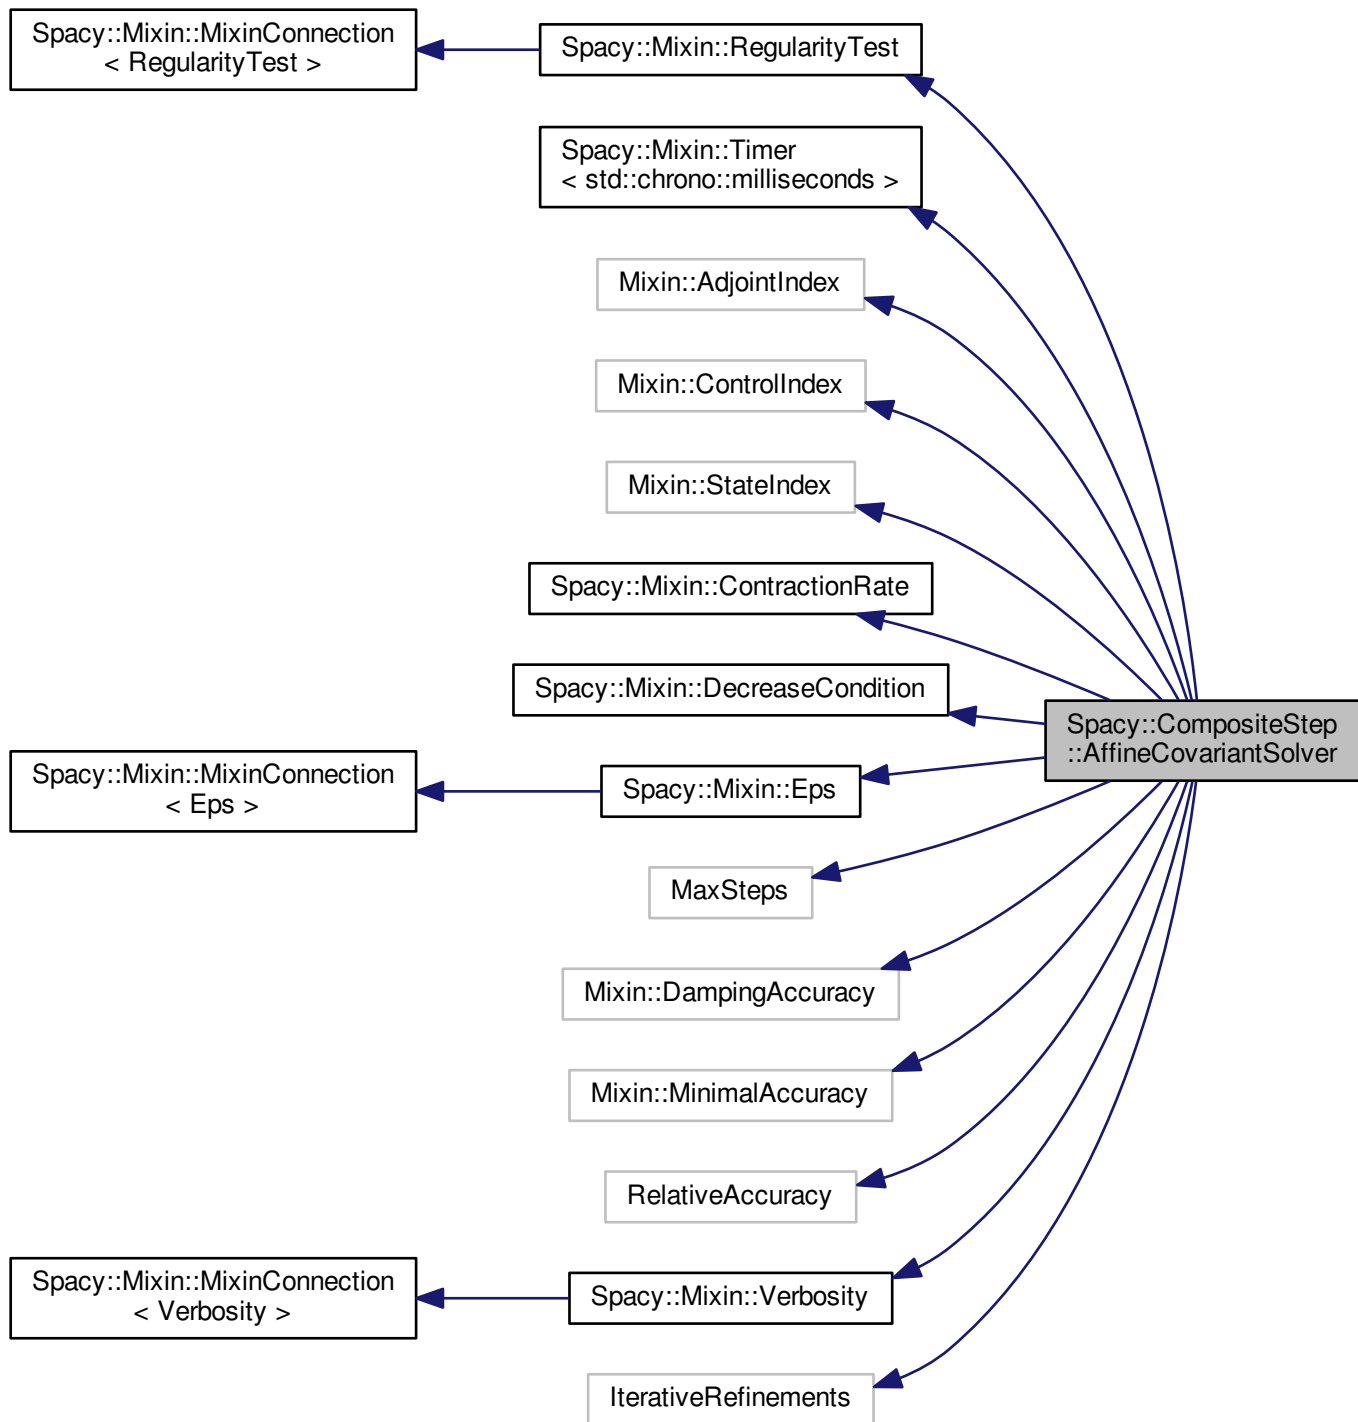 Spacy::Mixin::MixinConnection
< RegularityTest >
Spacy::Mixin::RegularityTest
Spacy::Mixin::Timer
< std::chrono::milliseconds >
Mixin::AdjointIndex
Mixin::ControlIndex
Mixin::StateIndex
Spacy::Mixin::ContractionRate
Spacy::Mixin::DecreaseCondition
Spacy::CompositeStep
::AffineCovariantSolver
Spacy::Mixin::MixinConnection
< Eps >
Spacy::Mixin::Eps
MaxSteps
Mixin::DampingAccuracy
Mixin::MinimalAccuracy
RelativeAccuracy
Spacy::Mixin::MixinConnection
< Verbosity >
Spacy::Mixin::Verbosity
IterativeRefinements